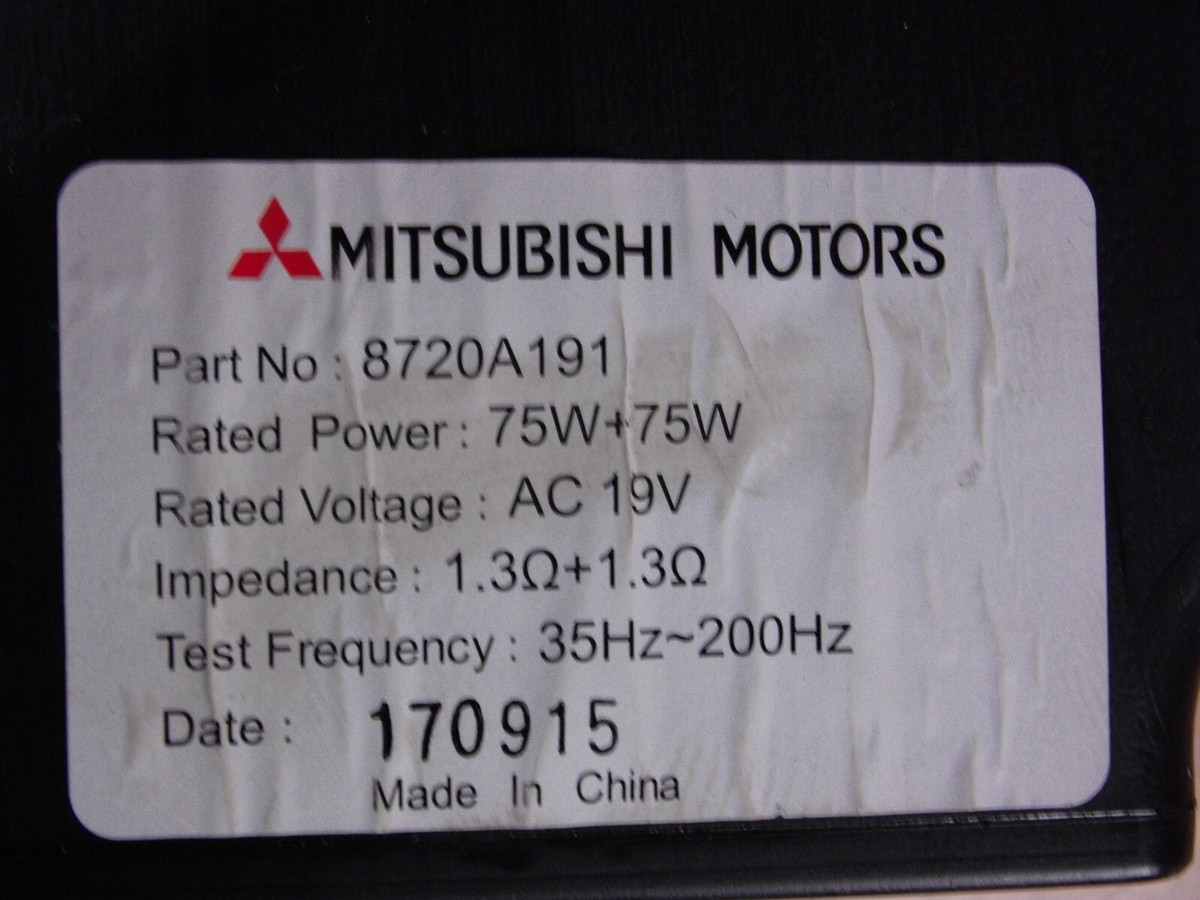 MITSUBISHI MOTORS
Part No : 8720A191
Rated Power : 75W+75W
Rated Voltage : AC 19V
Impedance : 1.3Ω+1.3Ω
Test Frequency : 35Hz~200Hz
Date : 170915
Made In China